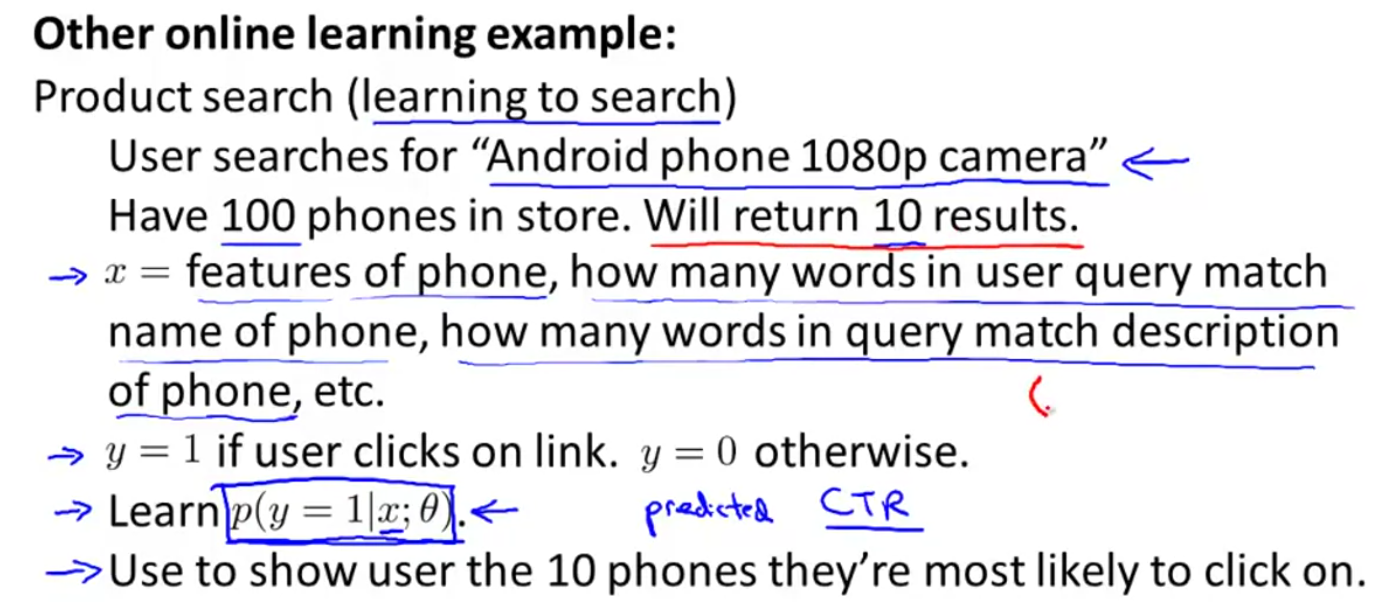 Other online learning example:
Product search (learning to search)
User searches for “Android phone 1080p camera”
Have 100 phones in store. Will return 10 results.
x = features of phone, how many words in user query match
name of phone, how many words in query match description
of phone, etc.
y = 1 if user clicks on link. y = 0 otherwise.
Learn p(y = 1|x; θ). predicted CTR
Use to show user the 10 phones they’re most likely to click on.